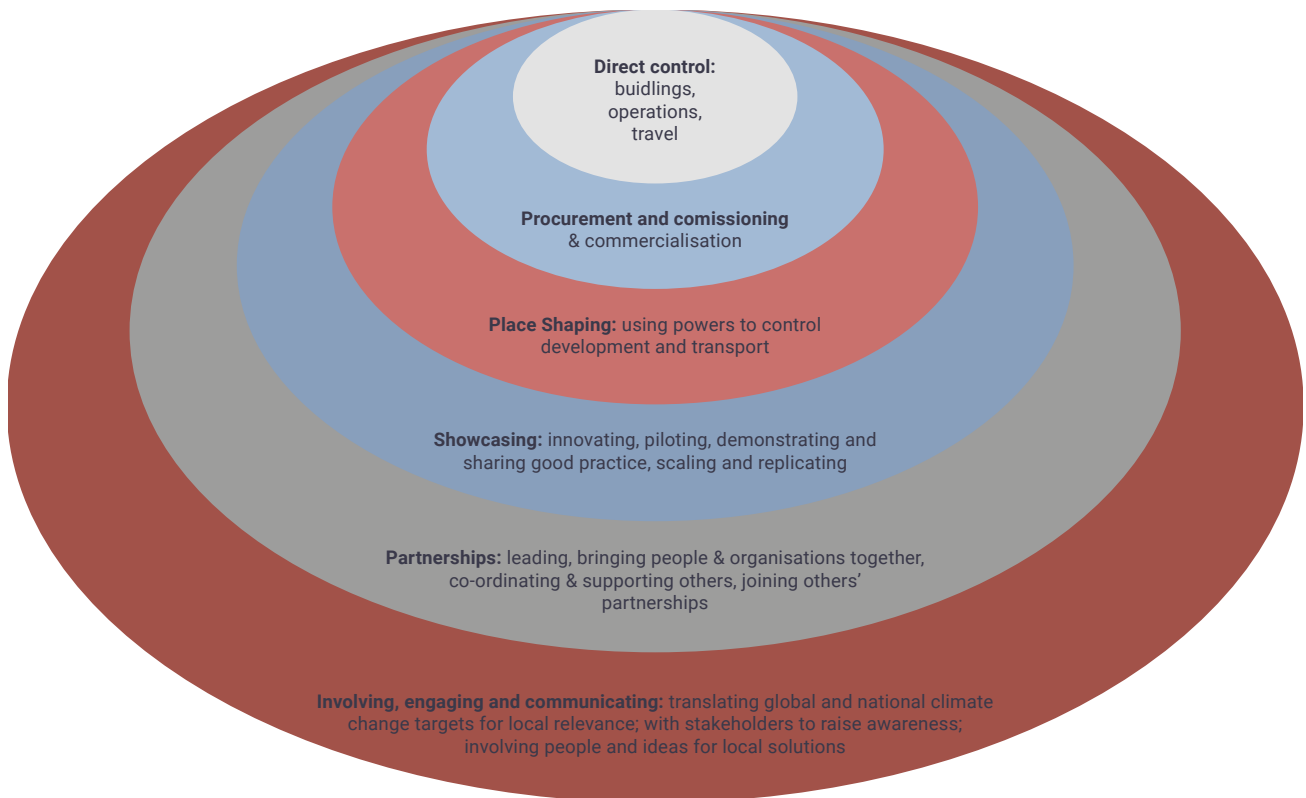 Direct control:
buidlings,
operations,
travel
Procurement and comissioning
& commercialisation
Place Shaping: using powers to control
development and transport
Showcasing: innovating, piloting, demonstrating and
sharing good practice, scaling and replicating
Partnerships: leading, bringing people & organisations together,
co-ordinating & supporting others, joining others’
partnerships
Involving, engaging and communicating: translating global and national climate
change targets for local relevance; with stakeholders to raise awareness;
involving people and ideas for local solutions